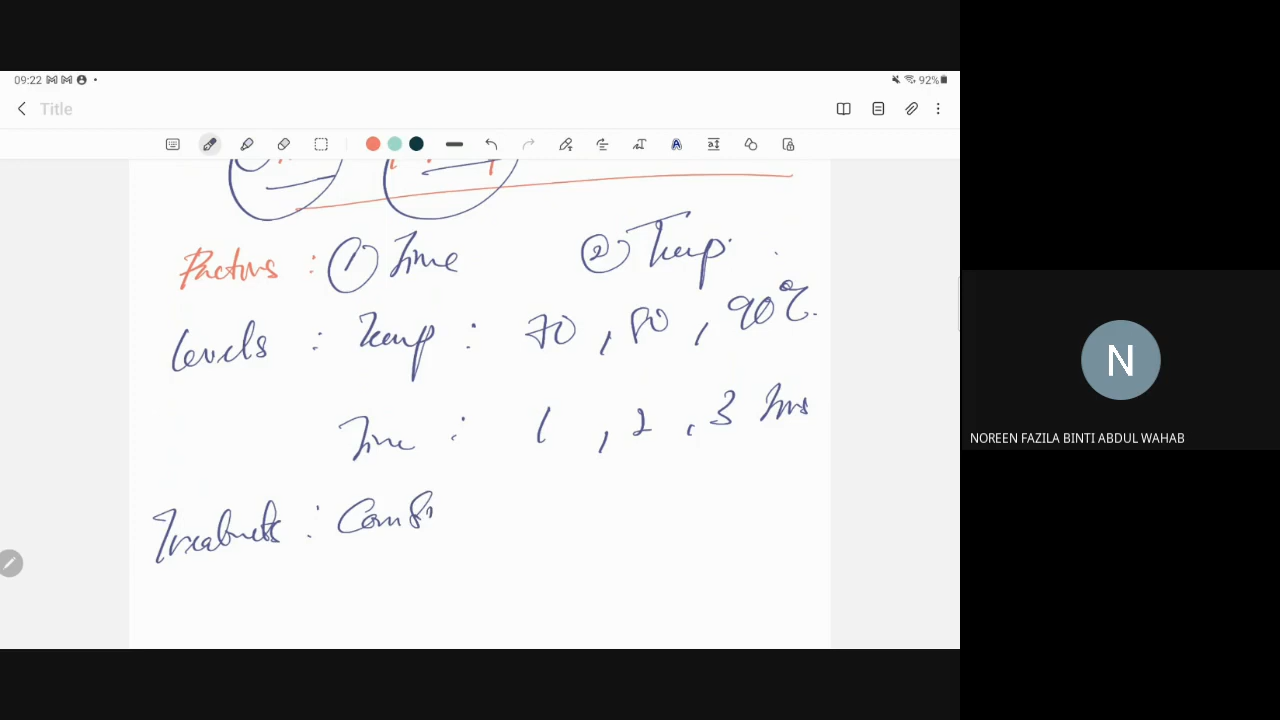 09:22
92%
Title
Factors : 1 Time 2 Temp.
Levels : Temp : 70 , 80 , 90°C.
Time : 1 , 2 , 3 hrs
Treatments : Combi
N
NOREEN FAZILA BINTI ABDUL WAHAB